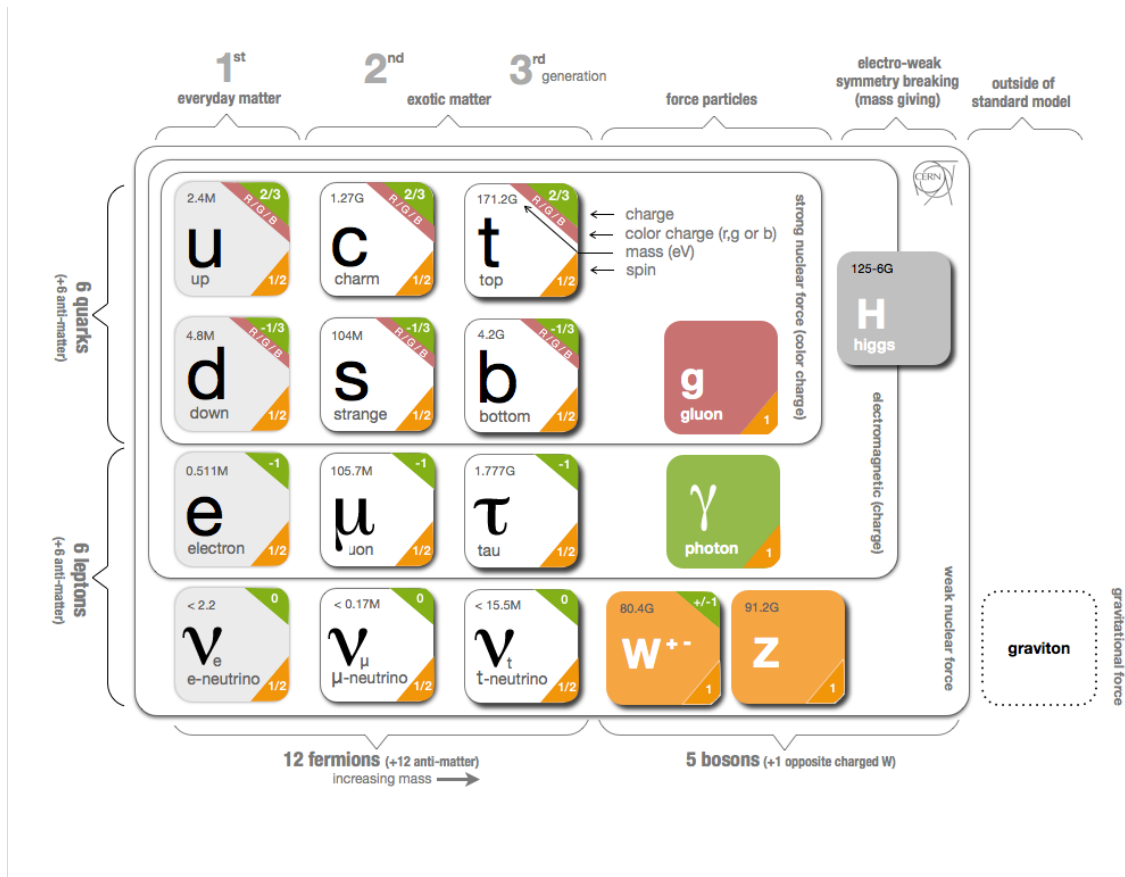 1st
everyday matter
2nd
3rd generation
exotic matter
force particles
electro-weak
symmetry breaking
(mass giving)
outside of
standard model
CERN
6 quarks
(+6 anti-matter)
2.4M
2/3
R/G/B
u
up
1/2
1.27G
2/3
R/G/B
c
charm
1/2
171.2G
2/3
R/G/B
t
top
1/2
charge
color charge (r,g or b)
mass (eV)
spin
strong nuclear force (color charge)
125-6G
H
higgs
4.8M
-1/3
R/G/B
d
down
1/2
104M
-1/3
R/G/B
s
strange
1/2
4.2G
-1/3
R/G/B
b
bottom
1/2
g
gluon
1
electromagnetic (charge)
6 leptons
(+6 anti-matter)
0.511M
-1
e
electron
1/2
105.7M
-1
μ
uon
1/2
1.777G
-1
τ
tau
1/2
γ
photon
1
weak nuclear force
< 2.2
0
νe
e-neutrino
1/2
< 0.17M
0
νμ
μ-neutrino
1/2
< 15.5M
0
νt
t-neutrino
1/2
80.4G
+/-1
W+-
1
91.2G
Z
1
graviton
gravitational force
12 fermions (+12 anti-matter)
increasing mass
5 bosons (+1 opposite charged W)